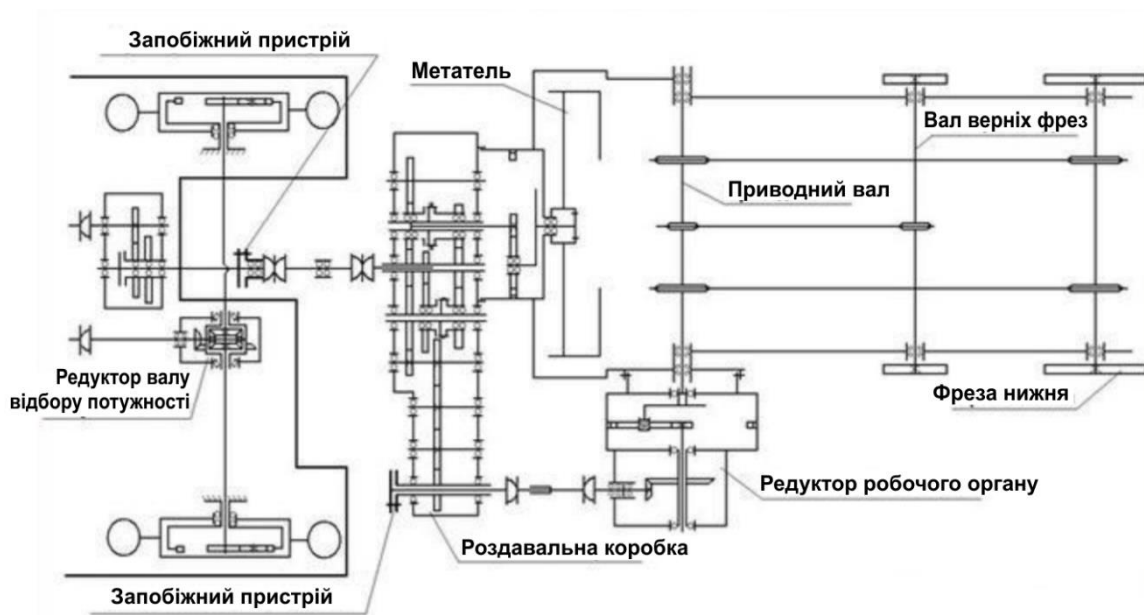 Запобіжний пристрій
Метатель
Вал верніх фрез
Приводний вал
Редуктор валу
відбору потужності
Фреза нижня
Редуктор робочого органу
Роздавальна коробка
Запобіжний пристрій